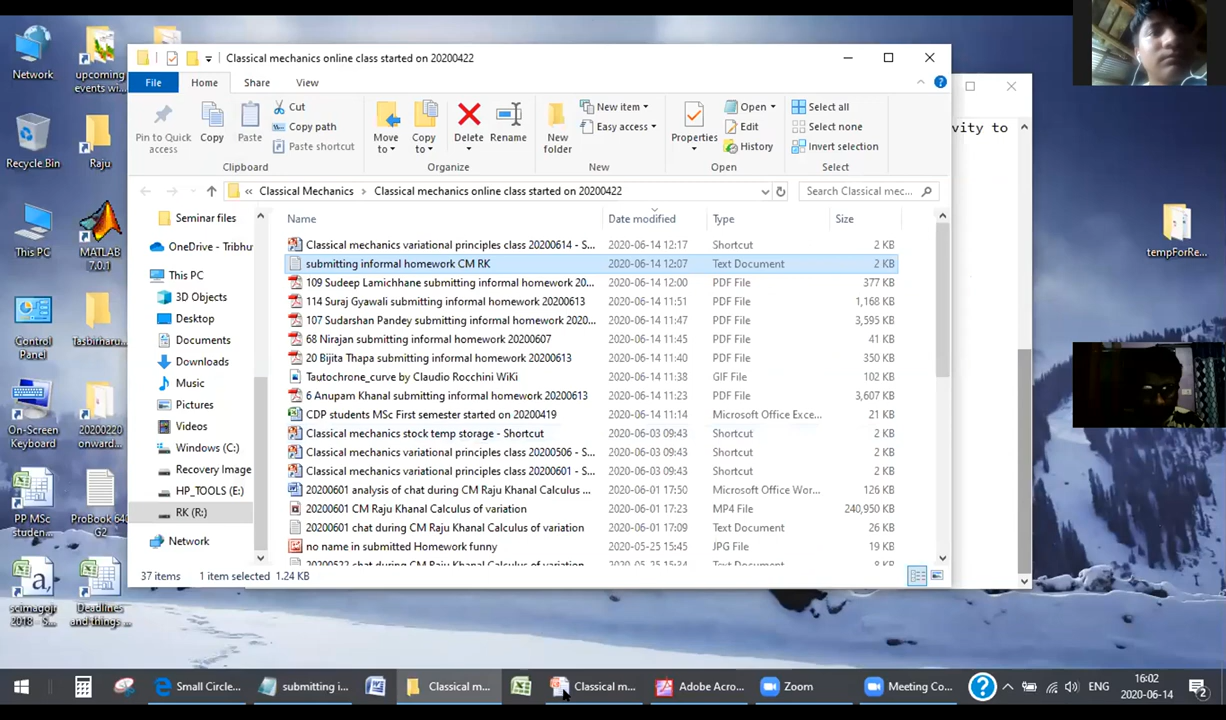 Classical mechanics online class started on 20200422
File Home Share View
Pin to Quick access
Copy
Paste
Cut
Copy path
Paste shortcut
Move to
Copy to
Delete
Rename
New folder
New item
Easy access
Properties
Open
Edit
History
Select all
Select none
Invert selection
Clipboard Organize New Open Select
« Classical Mechanics > Classical mechanics online class started on 20200422
Search Classical mec...
Name Date modified Type Size
Classical mechanics variational principles class 20200614 - S... 2020-06-14 12:17 Shortcut 2 KB
submitting informal homework CM RK 2020-06-14 12:07 Text Document 2 KB
109 Sudeep Lamichhane submitting informal homework 20... 2020-06-14 12:00 PDF File 377 KB
114 Suraj Gyawali submitting informal homework 20200613 2020-06-14 11:51 PDF File 1,168 KB
107 Sudarshan Pandey submitting informal homework 2020... 2020-06-14 11:47 PDF File 3,595 KB
68 Nirajan submitting informal homework 20200607 2020-06-14 11:45 PDF File 41 KB
20 Bijita Thapa submitting informal homework 20200613 2020-06-14 11:40 PDF File 350 KB
Tautochrone_curve by Claudio Rocchini WiKi 2020-06-14 11:38 GIF File 102 KB
6 Anupam Khanal submitting informal homework 20200613 2020-06-14 11:23 PDF File 3,607 KB
CDP students MSc First semester started on 20200419 2020-06-14 11:14 Microsoft Office Exce... 21 KB
Classical mechanics stock temp storage - Shortcut 2020-06-03 09:43 Shortcut 2 KB
Classical mechanics variational principles class 20200506 - S... 2020-06-03 09:43 Shortcut 2 KB
Classical mechanics variational principles class 20200601 - S... 2020-06-03 09:43 Shortcut 2 KB
20200601 analysis of chat during CM Raju Khanal Calculus ... 2020-06-01 17:50 Microsoft Office Wor... 126 KB
20200601 CM Raju Khanal Calculus of variation 2020-06-01 17:23 MP4 File 240,950 KB
20200601 chat during CM Raju Khanal Calculus of variation 2020-06-01 17:09 Text Document 26 KB
no name in submitted Homework funny 2020-05-25 15:45 JPG File 19 KB
20200522 chat during CM Raju Khanal Calculus of variation 2020-05-25 15:34 Text Document 8 KB
Seminar files
OneDrive - Tribhu
This PC
3D Objects
Desktop
Documents
Downloads
Music
Pictures
Videos
Windows (C:)
Recovery Image
HP_TOOLS (E:)
RK (R:)
Network
37 items 1 item selected 1.24 KB
vity to
Network
upcoming events wi...
Recycle Bin
Raju
This PC
MATLAB 7.0.1
Control Panel
Tasbirharu...
On-Screen Keyboard
20200220 onward...
PP MSc studen...
ProBook 640 G2
scimagojr 2018 - S...
Deadlines and things ...
tempForRe...
Small Circle... submitting i... Classical m... Classical m... Adobe Acro... Zoom Meeting Co... ENG 16:02
2020-06-14 2